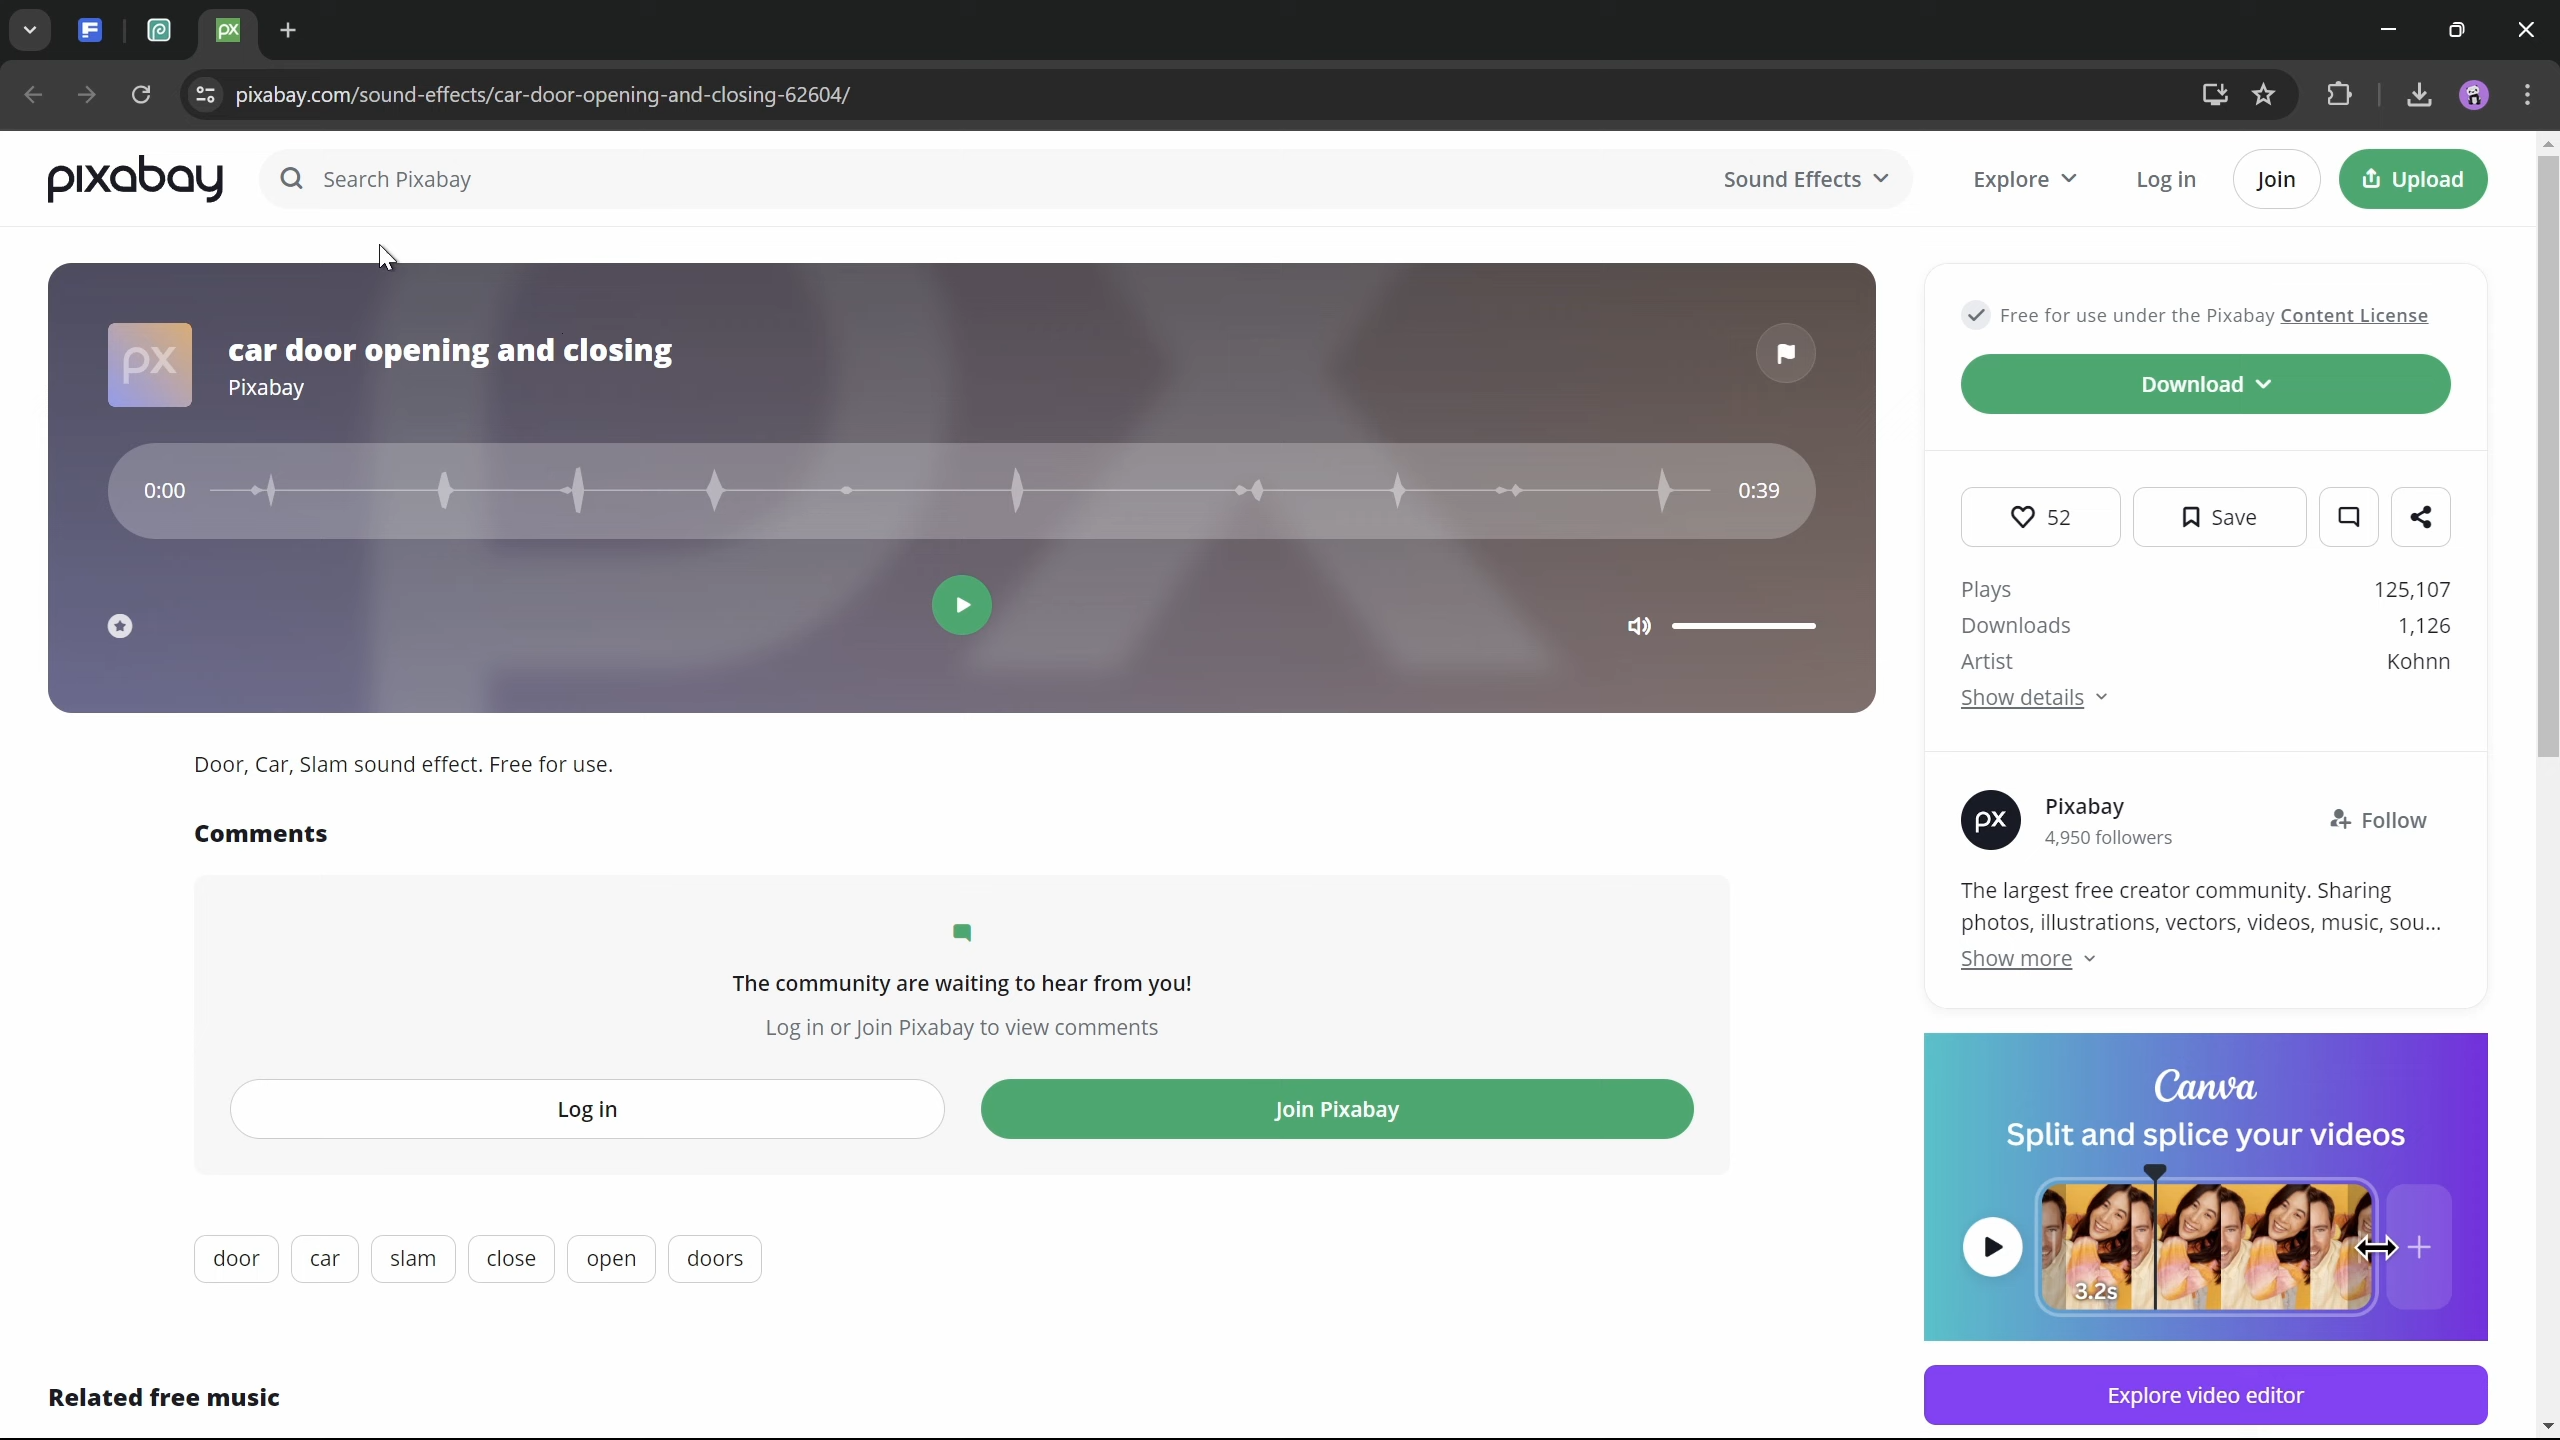 pixabay.com/sound-effects/car-door-opening-and-closing-62604/
pixabay
Search Pixabay
Sound Effects
Explore
Log in
Join
Upload
px
car door opening and closing
Pixabay
0:00
0:39
Free for use under the Pixabay Content License
Download
52
Save
Plays 125,107
Downloads 1,126
Artist Kohnn
Show details
Door, Car, Slam sound effect. Free for use.
Comments
The community are waiting to hear from you!
Log in or Join Pixabay to view comments
Log in
Join Pixabay
door
car
slam
close
open
doors
Related free music
px
Pixabay
4,950 followers
Follow
The largest free creator community. Sharing
photos, illustrations, vectors, videos, music, sou...
Show more
Canva
Split and splice your videos
3.2s
Explore video editor